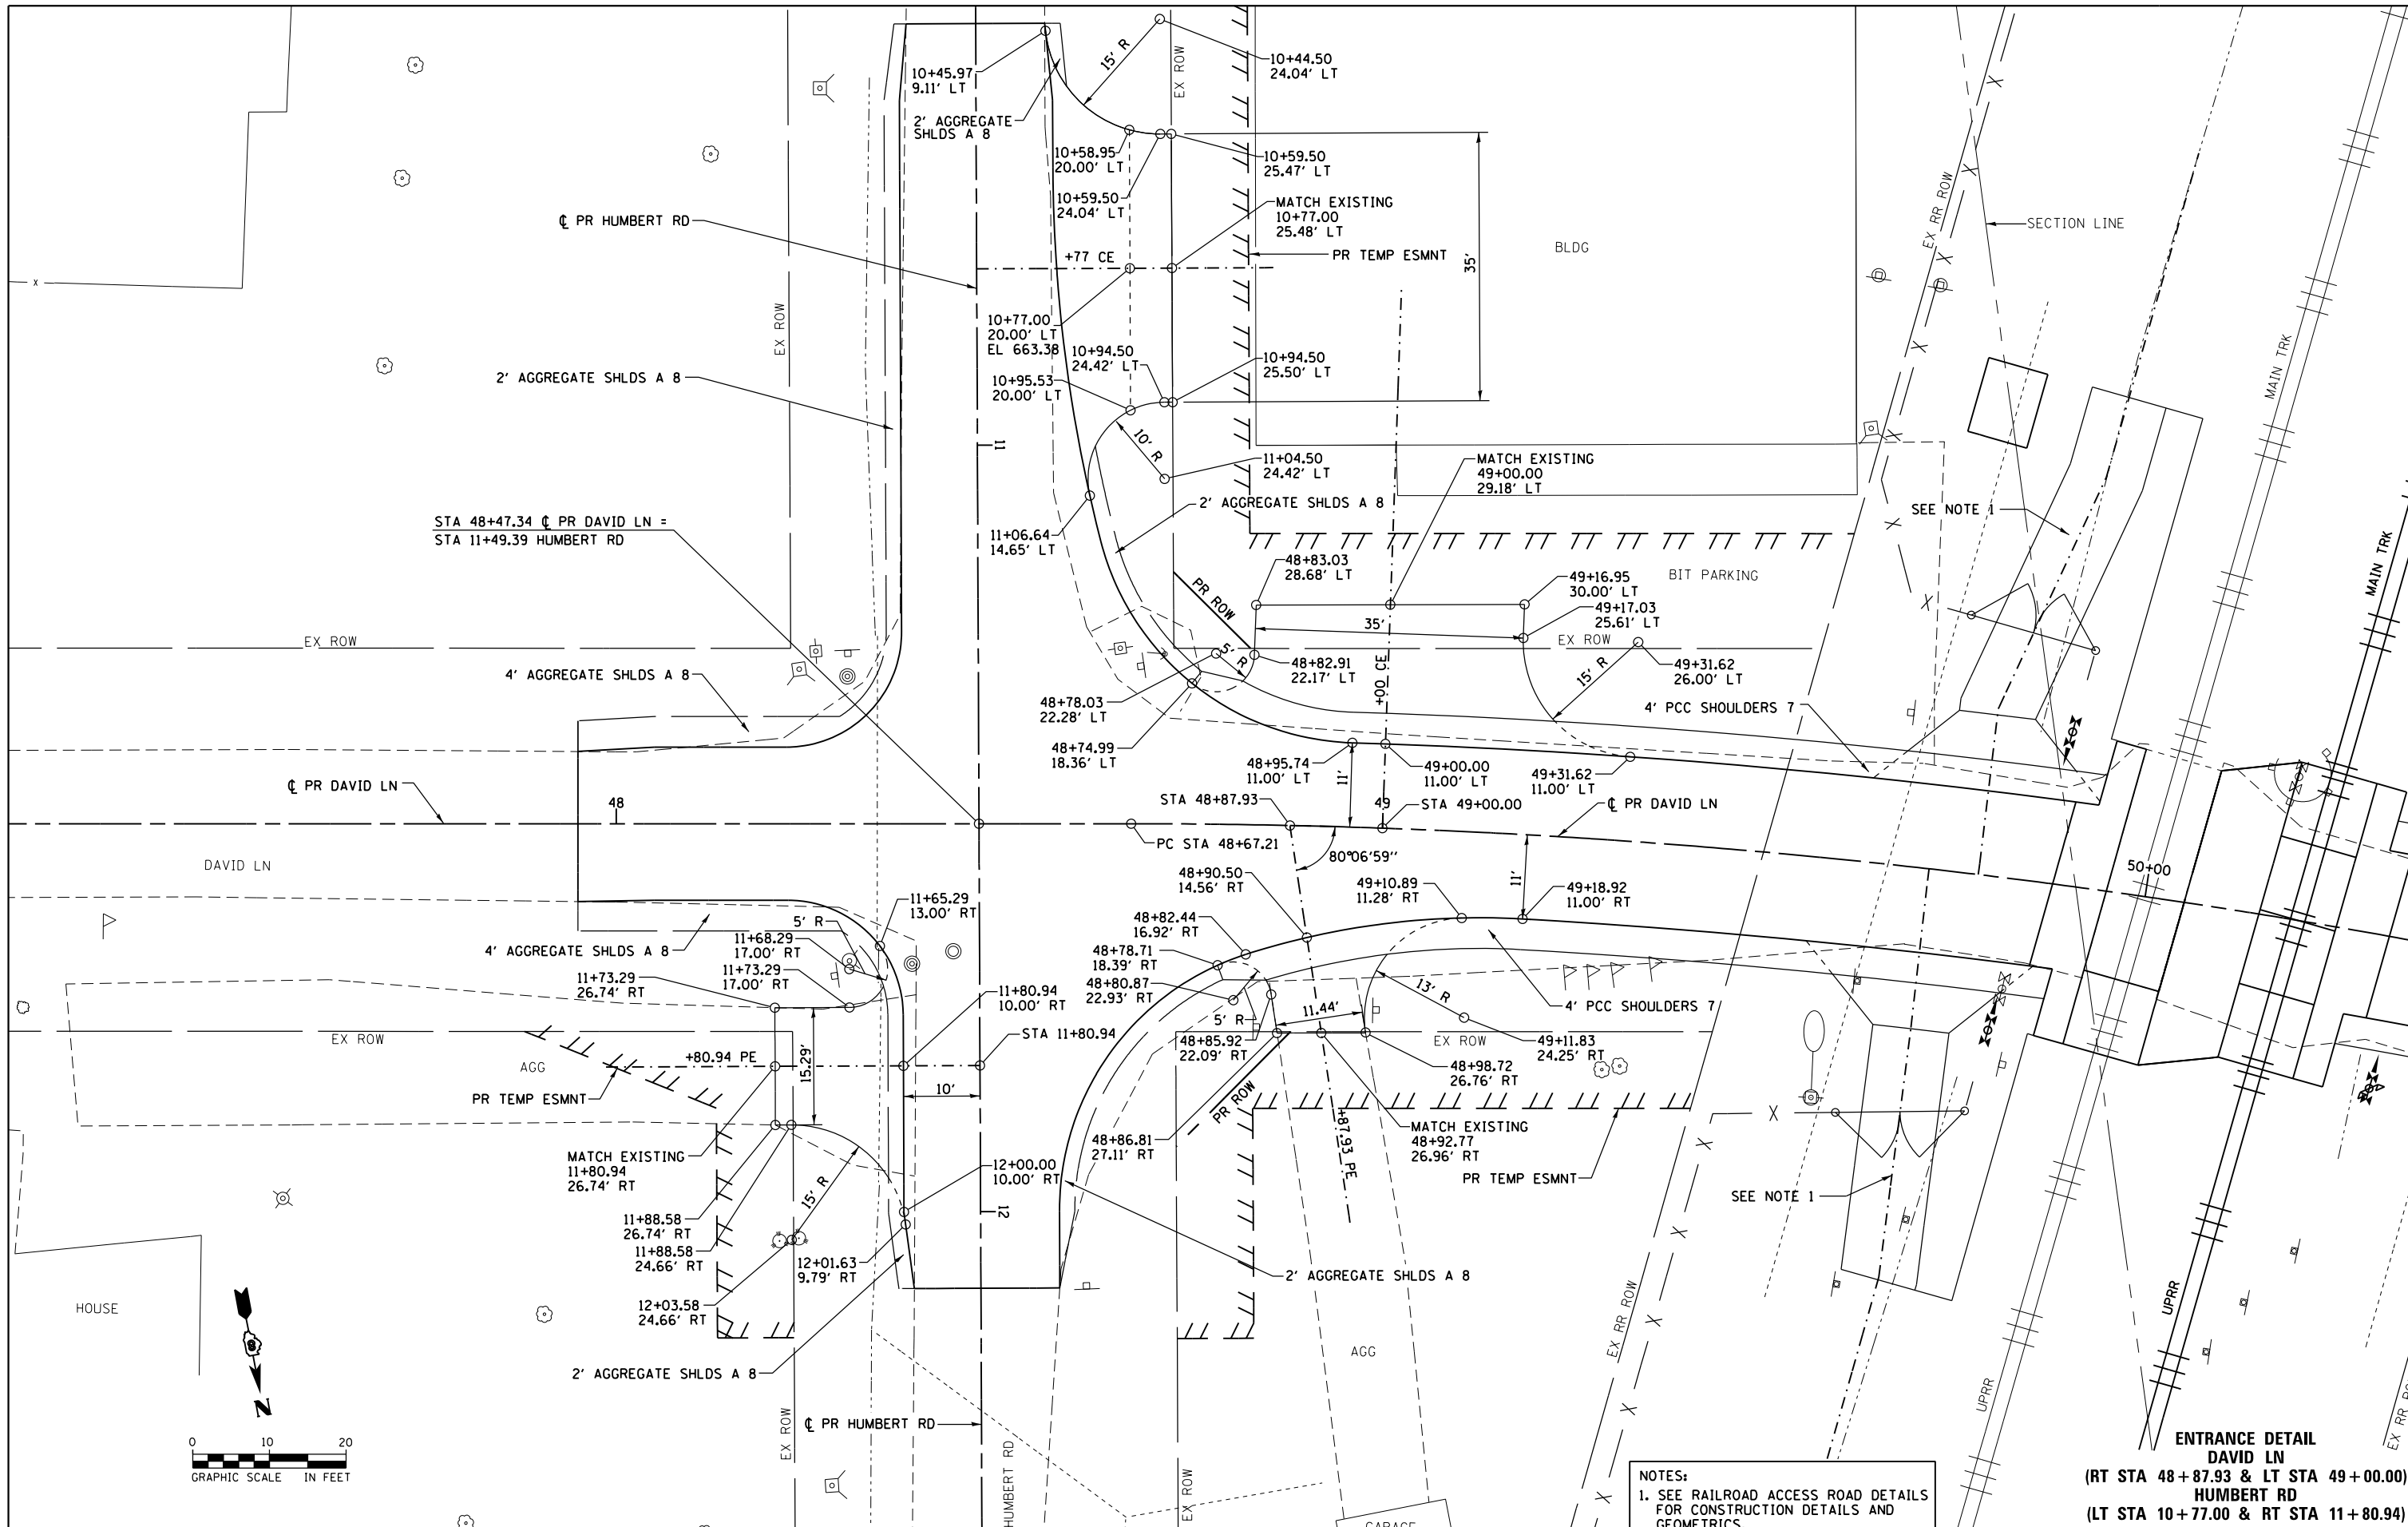 15' R
EX ROW
10+44.50
24.04' LT
10+45.97
9.11' LT
2' AGGREGATE
SHLDS A 8
10+58.95
20.00' LT
10+59.50
25.47' LT
10+59.50
24.04' LT
MATCH EXISTING
10+77.00
25.48' LT
℄ PR HUMBERT RD
+77 CE
PR TEMP ESMNT
35'
BLDG
EX RR ROW
SECTION LINE
MAIN TRK
EX ROW
10+77.00
20.00' LT
EL 663.38
10+94.50
24.42' LT
10+94.50
25.50' LT
10+95.53
20.00' LT
2' AGGREGATE SHLDS A 8
11
10' R
11+04.50
24.42' LT
MATCH EXISTING
49+00.00
29.18' LT
2' AGGREGATE SHLDS A 8
SEE NOTE 1
STA 48+47.34 ℄ PR DAVID LN =
STA 11+49.39 HUMBERT RD
11+06.64
14.65' LT
48+83.03
28.68' LT
BIT PARKING
49+16.95
30.00' LT
49+17.03
25.61' LT
MAIN TRK
PR ROW
35'
EX ROW
EX ROW
5' R
48+82.91
22.17' LT
+00 CE
15' R
49+31.62
26.00' LT
4' AGGREGATE SHLDS A 8
48+78.03
22.28' LT
4' PCC SHOULDERS 7
48+74.99
18.36' LT
48+95.74
11.00' LT
11'
49+00.00
11.00' LT
49+31.62
11.00' LT
℄ PR DAVID LN
48
STA 48+87.93
49
STA 49+00.00
℄ PR DAVID LN
PC STA 48+67.21
80°06'59''
DAVID LN
50+00
48+90.50
14.56' RT
49+10.89
11.28' RT
11'
49+18.92
11.00' RT
11+65.29
13.00' RT
5' R
48+82.44
16.92' RT
4' AGGREGATE SHLDS A 8
11+68.29
17.00' RT
48+78.71
18.39' RT
11+73.29
26.74' RT
11+73.29
17.00' RT
48+80.87
22.93' RT
11+80.94
10.00' RT
13' R
4' PCC SHOULDERS 7
11.44'
5' R
STA 11+80.94
48+85.92
22.09' RT
EX ROW
49+11.83
24.25' RT
EX ROW
+80.94 PE
15.29'
AGG
48+98.72
26.76' RT
PR TEMP ESMNT
10'
PR ROW
+87.93 PE
48+86.81
27.11' RT
MATCH EXISTING
48+92.77
26.96' RT
MATCH EXISTING
11+80.94
26.74' RT
12+00.00
10.00' RT
PR TEMP ESMNT
15' R
12
SEE NOTE 1
11+88.58
26.74' RT
11+88.58
24.66' RT
12+01.63
9.79' RT
2' AGGREGATE SHLDS A 8
12+03.58
24.66' RT
HOUSE
EX RR ROW
UPRR
AGG
2' AGGREGATE SHLDS A 8
UPRR
N
℄ PR HUMBERT RD
EX ROW
HUMBERT RD
EX ROW
0 10 20
GRAPHIC SCALE IN FEET
NOTES:
1. SEE RAILROAD ACCESS ROAD DETAILS
FOR CONSTRUCTION DETAILS AND
GEOMETRICS
GARAGE
ENTRANCE DETAIL
DAVID LN
(RT STA 48+87.93 & LT STA 49+00.00)
HUMBERT RD
(LT STA 10+77.00 & RT STA 11+80.94)